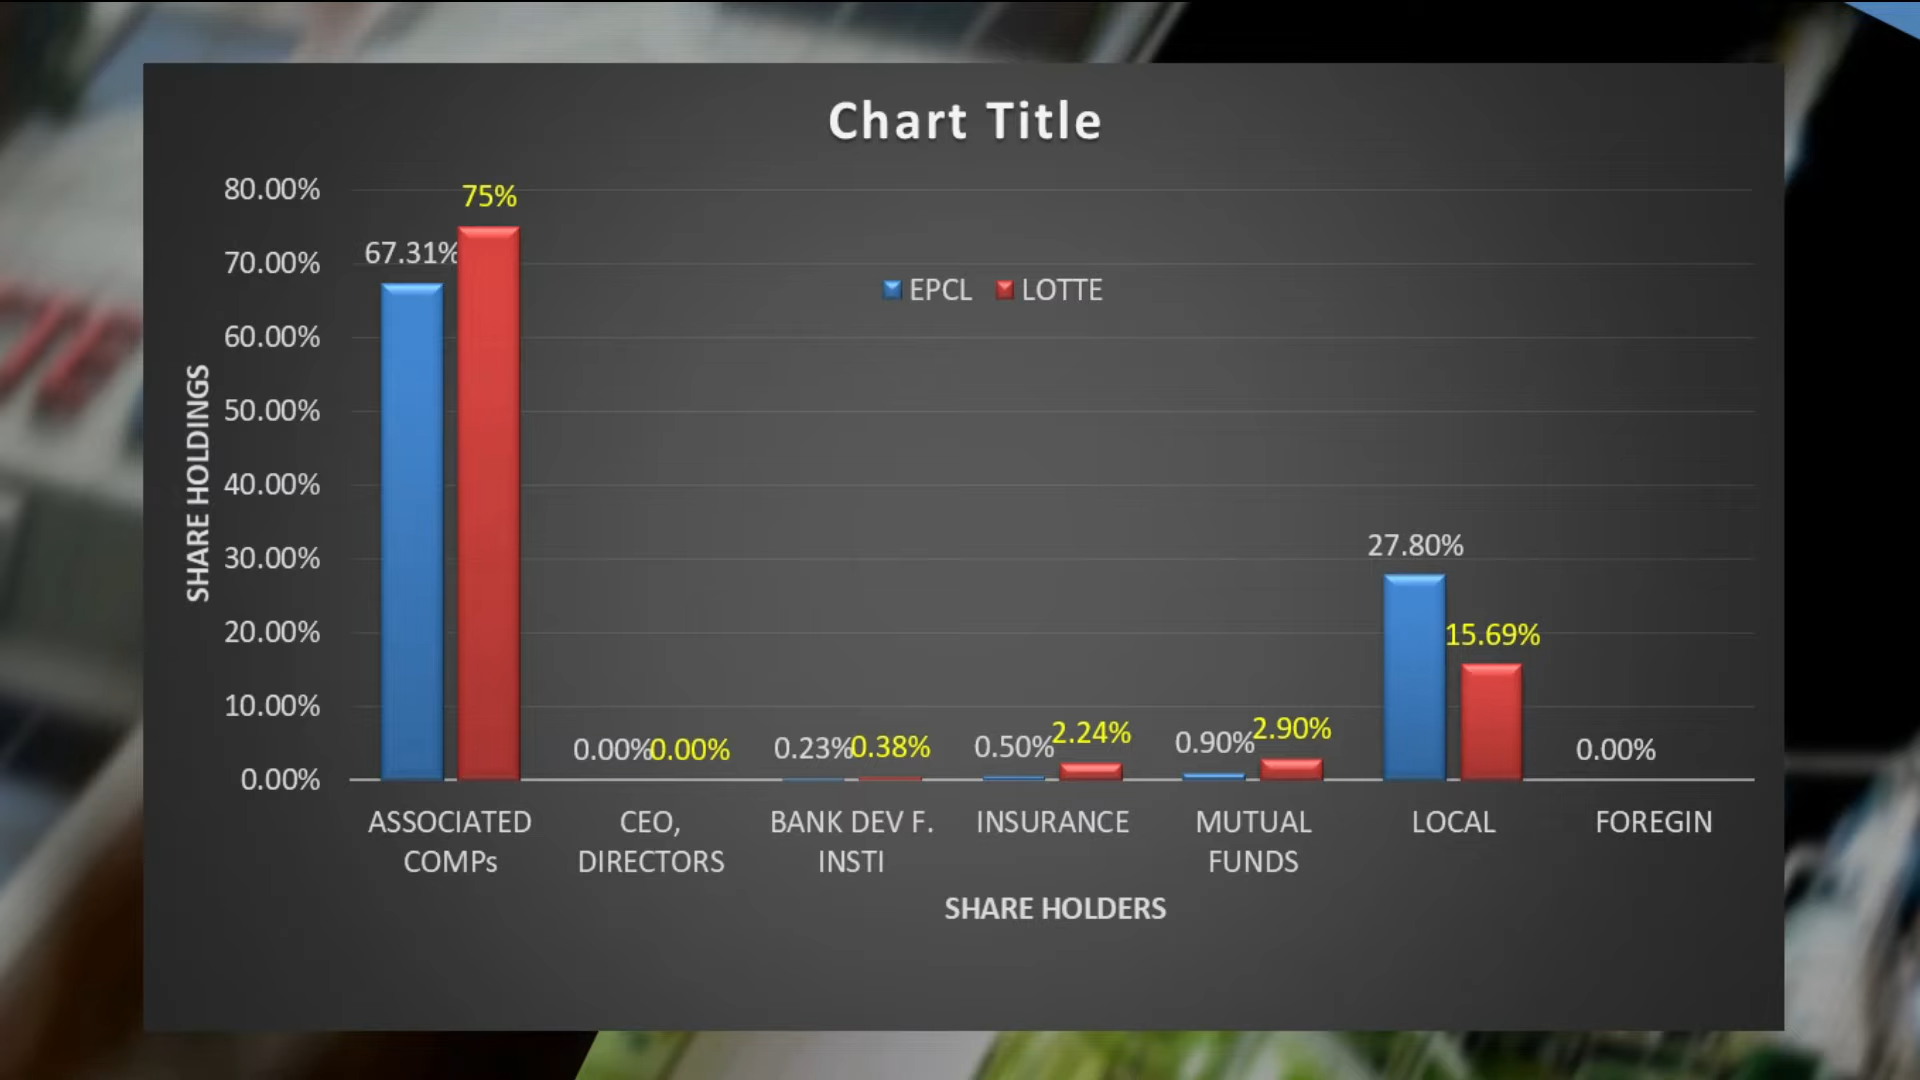 Chart Title
80.00%
70.00%
60.00%
50.00%
40.00%
30.00%
20.00%
10.00%
0.00%
SHARE HOLDINGS
EPCL LOTTE
67.31% 75%
0.00% 0.00%
0.23% 0.38%
0.50% 2.24%
0.90% 2.90%
27.80% 15.69%
0.00%
ASSOCIATED
COMPs
CEO,
DIRECTORS
BANK DEV F.
INSTI
INSURANCE
MUTUAL
FUNDS
LOCAL
FOREGIN
SHARE HOLDERS